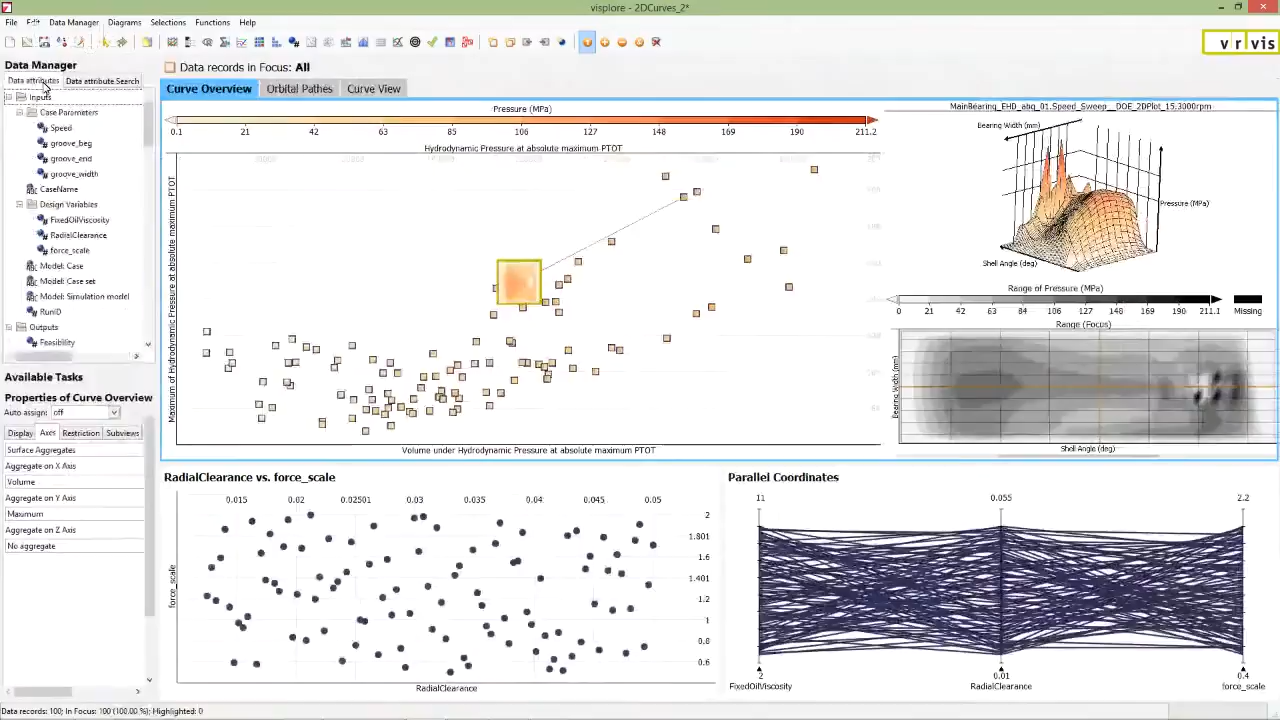 visplore - 2DCurves_2*
File Edit Data Manager Diagrams Selections Functions Help
vrvis
Data Manager
Data attributes Data attribute Search
Inputs
Case Parameters
Speed
groove_beg
groove_end
groove_width
CaseName
Design Variables
FixedOilViscosity
RadialClearance
force_scale
Model: Case
Model: Case set
Model: Simulation model
RunID
Outputs
Feasibility
Available Tasks
Properties of Curve Overview
Auto-assign: off
Display Axes Restriction Subviews
Surface Aggregates
Aggregate on X Axis
Volume
Aggregate on Y Axis
Maximum
Aggregate on Z Axis
No aggregate
Data records in Focus: All
Curve Overview Orbital Pathes Curve View
Pressure (MPa)
0.1 21 42 63 85 106 127 148 169 190 211.2
Hydrodynamic Pressure at absolute maximum PTOT
Maximum of Hydrodynamic Pressure at absolute maximum PTOT
Volume under Hydrodynamic Pressure at absolute maximum PTOT
MainBearing_EHD_abq_01.Speed_Sweep__DOE_2DPlot_15.3000rpm
Bearing Width (mm)
Pressure (MPa)
Shell Angle (deg)
Range of Pressure (MPa)
0 21 42 63 84 106 127 148 169 190 211.1 Missing
Range (Focus)
Bearing Width (mm)
Shell Angle (deg)
RadialClearance vs. force_scale
0.015 0.02 0.02501 0.03 0.035 0.04 0.045 0.05
2
1.801
1.6
1.401
1.2
1
0.8
0.6
force_scale
RadialClearance
Parallel Coordinates
11 0.055 2.2
2 0.01 0.4
FixedOilViscosity RadialClearance force_scale
Data records: 100; In Focus: 100 (100.00 %); Highlighted: 0